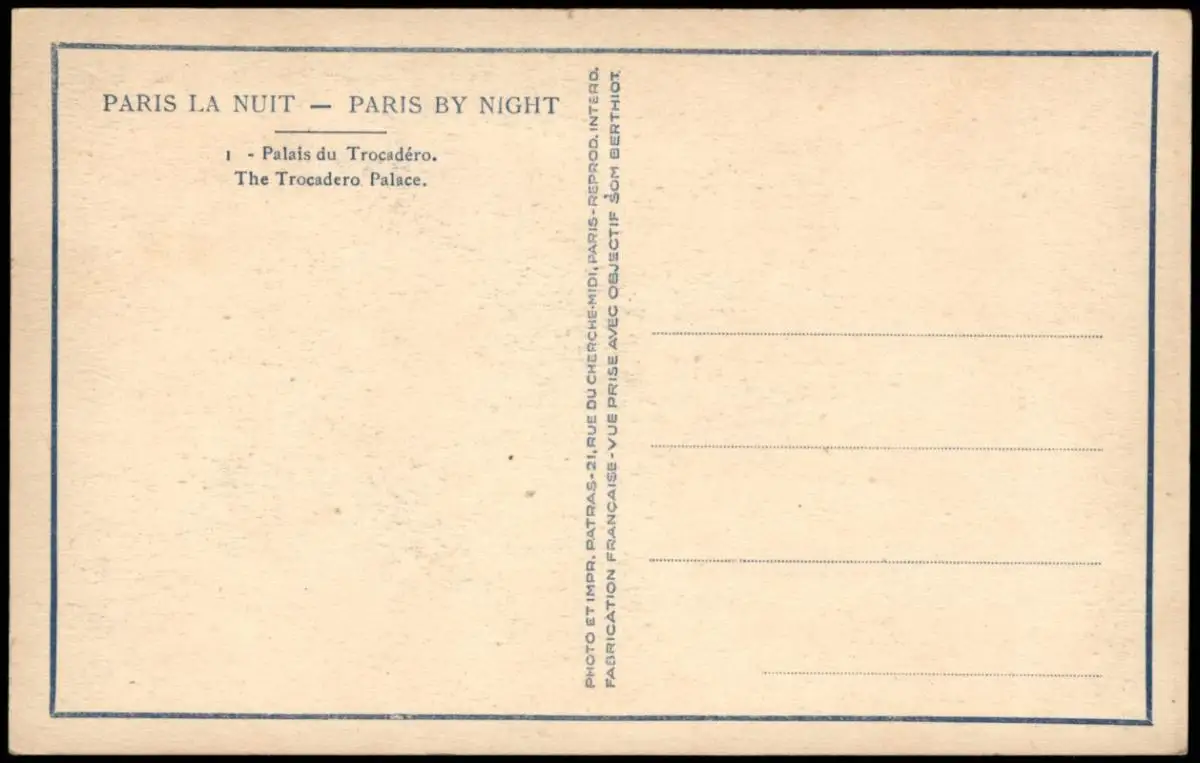 PARIS LA NUIT — PARIS BY NIGHT
1 - Palais du Trocadéro.
The Trocadero Palace.
PHOTO ET IMPR. PATRAS-21, RUE DU CHERCHE-MIDI, PARIS-REPROD. INTERD.
FABRICATION FRANÇAISE-VUE PRISE AVEC OBJECTIF SOM BERTHIOT